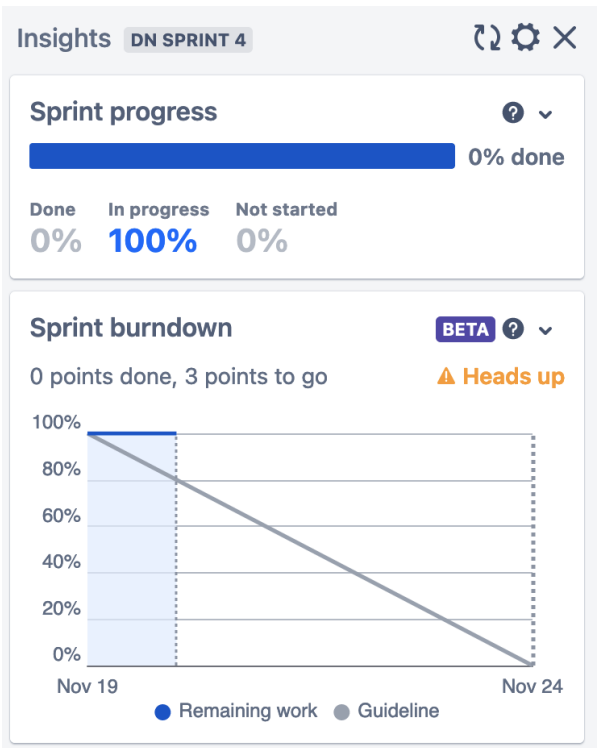 Insights DN SPRINT 4
Sprint progress
0% done
Done In progress Not started
0% 100% 0%
Sprint burndown BETA
0 points done, 3 points to go Heads up
100%
80%
60%
40%
20%
0%
Nov 19 Nov 24
Remaining work Guideline